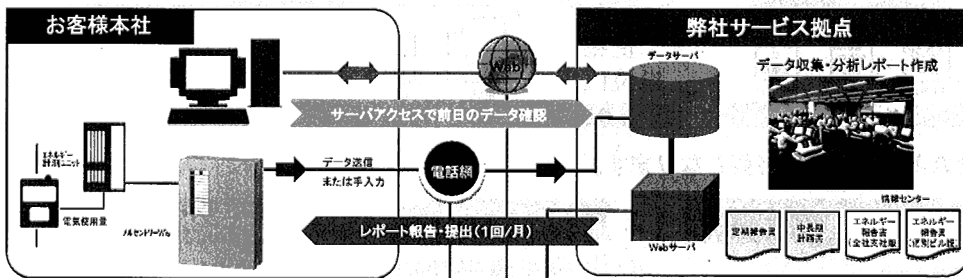 お客様本社
弊社サービス拠点
Web
データサーバ
データ収集・分析レポート作成
サーバアクセスで前日のデータ確認
エネルギー
計測ユニット
データ送信
または手入力
電話網
電気使用量
情報センター
レポート報告・提出(1回/月)
Webサーバ
定期報告書
中長期
計画書
エネルギー
報告書
(全社支社版)
エネルギー
報告書
(個別ビル版)